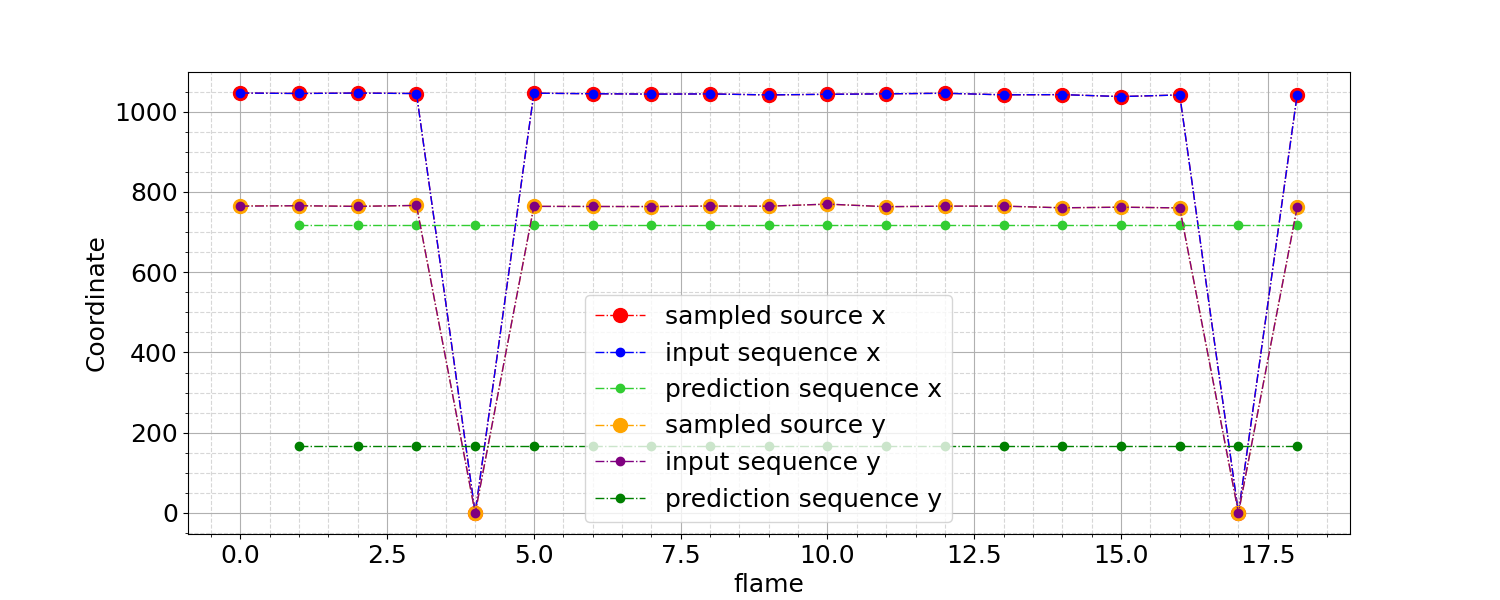 Coordinate
1000
800
600
400
200
0
sampled source x
input sequence x
prediction sequence x
sampled source y
input sequence y
prediction sequence y
0.0 2.5 5.0 7.5 10.0 12.5 15.0 17.5
flame